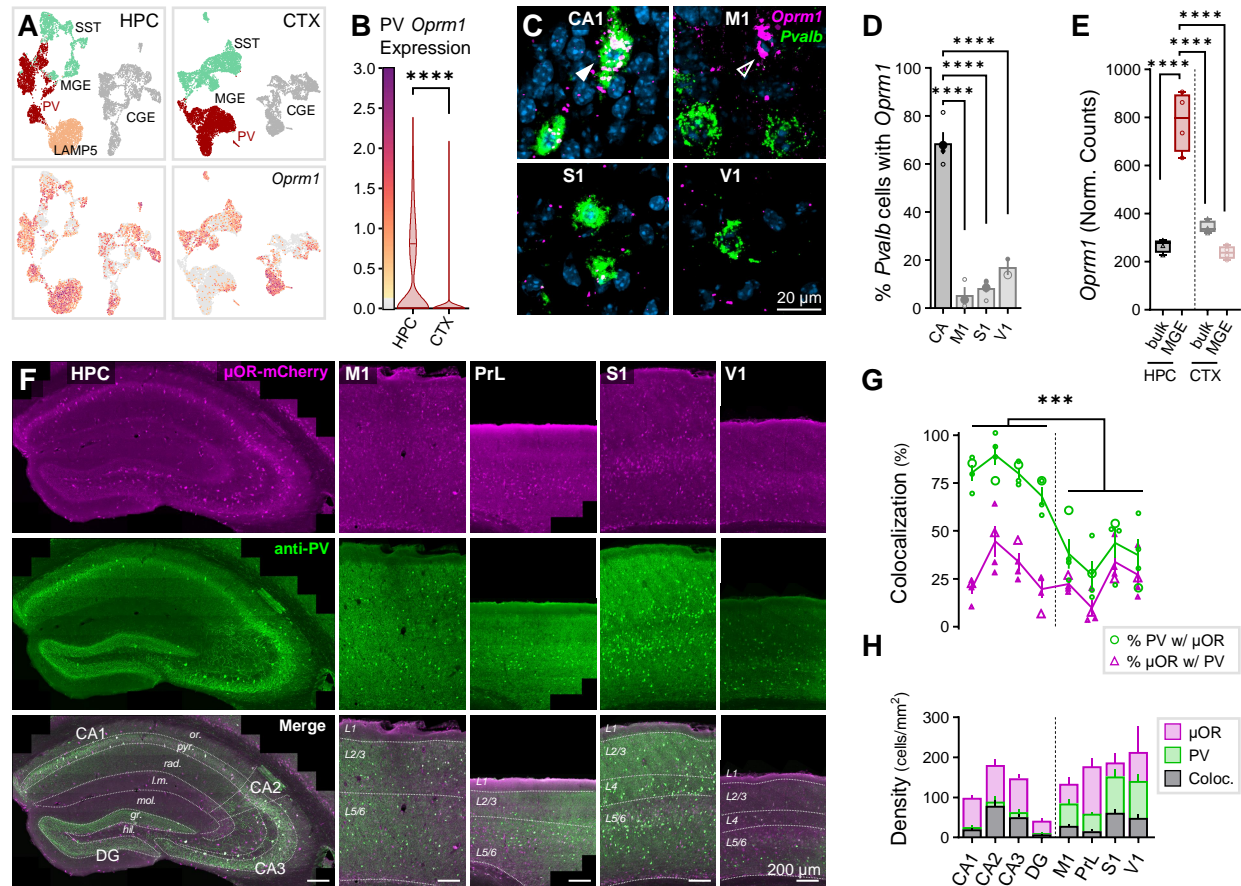 A
HPC
CTX
SST
MGE
PV
CGE
LAMP5
SST
MGE
CGE
PV
Oprm1
B
PV Oprm1
Expression
****
3.0
2.5
2.0
1.5
1.0
0.5
0.0
HPC
CTX
C
CA1
M1
Oprm1
Pvalb
S1
V1
20 µm
D
% Pvalb cells with Oprm1
****
****
****
100
80
60
40
20
0
CA
M1
S1
V1
E
Oprm1 (Norm. Counts)
****
****
****
1000
800
600
400
200
0
bulk
MGE
bulk
MGE
HPC
CTX
F
HPC
µOR-mCherry
M1
PrL
S1
V1
anti-PV
Merge
CA1
or.
pyr.
rad.
l.m.
mol.
gr.
hil.
CA2
DG
CA3
L1
L2/3
L5/6
L1
L2/3
L5/6
L1
L2/3
L4
L5/6
L1
L2/3
L4
L5/6
200 µm
G
***
Colocalization (%)
100
75
50
25
0
% PV w/ µOR
% µOR w/ PV
H
Density (cells/mm²)
300
200
100
0
µOR
PV
Coloc.
CA1
CA2
CA3
DG
M1
PrL
S1
V1